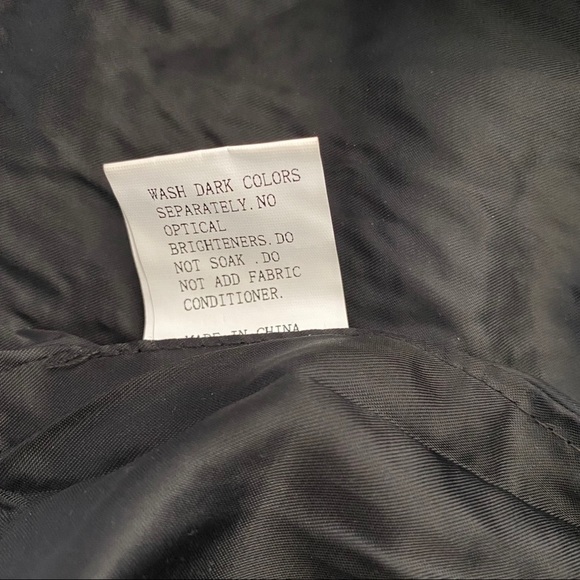 WASH DARK COLORS
SEPARATELY.NO
OPTICAL
BRIGHTENERS.DO
NOT SOAK .DO
NOT ADD FABRIC
CONDITIONER.
MADE IN CHINA